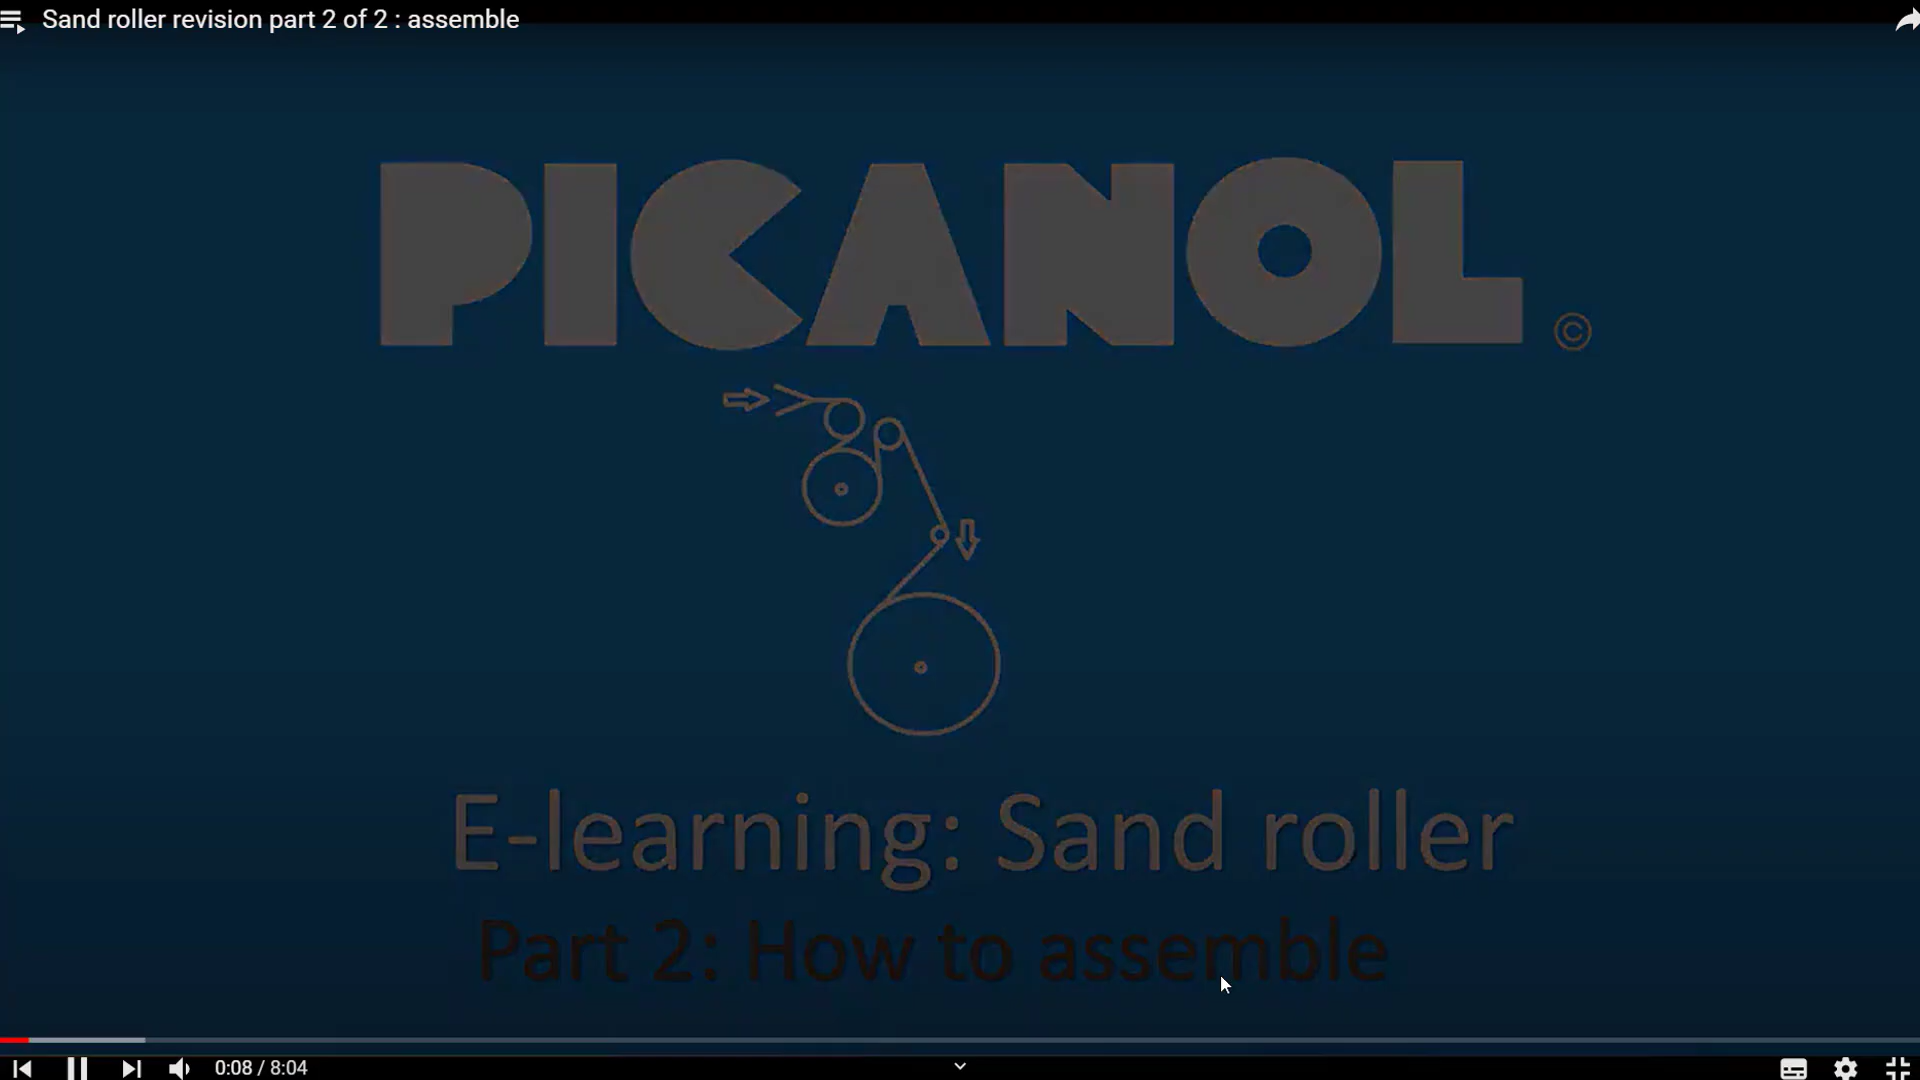 Sand roller revision part 2 of 2 : assemble
PICANOL ©
E-learning: Sand roller
Part 2: How to assemble
0:08 / 8:04